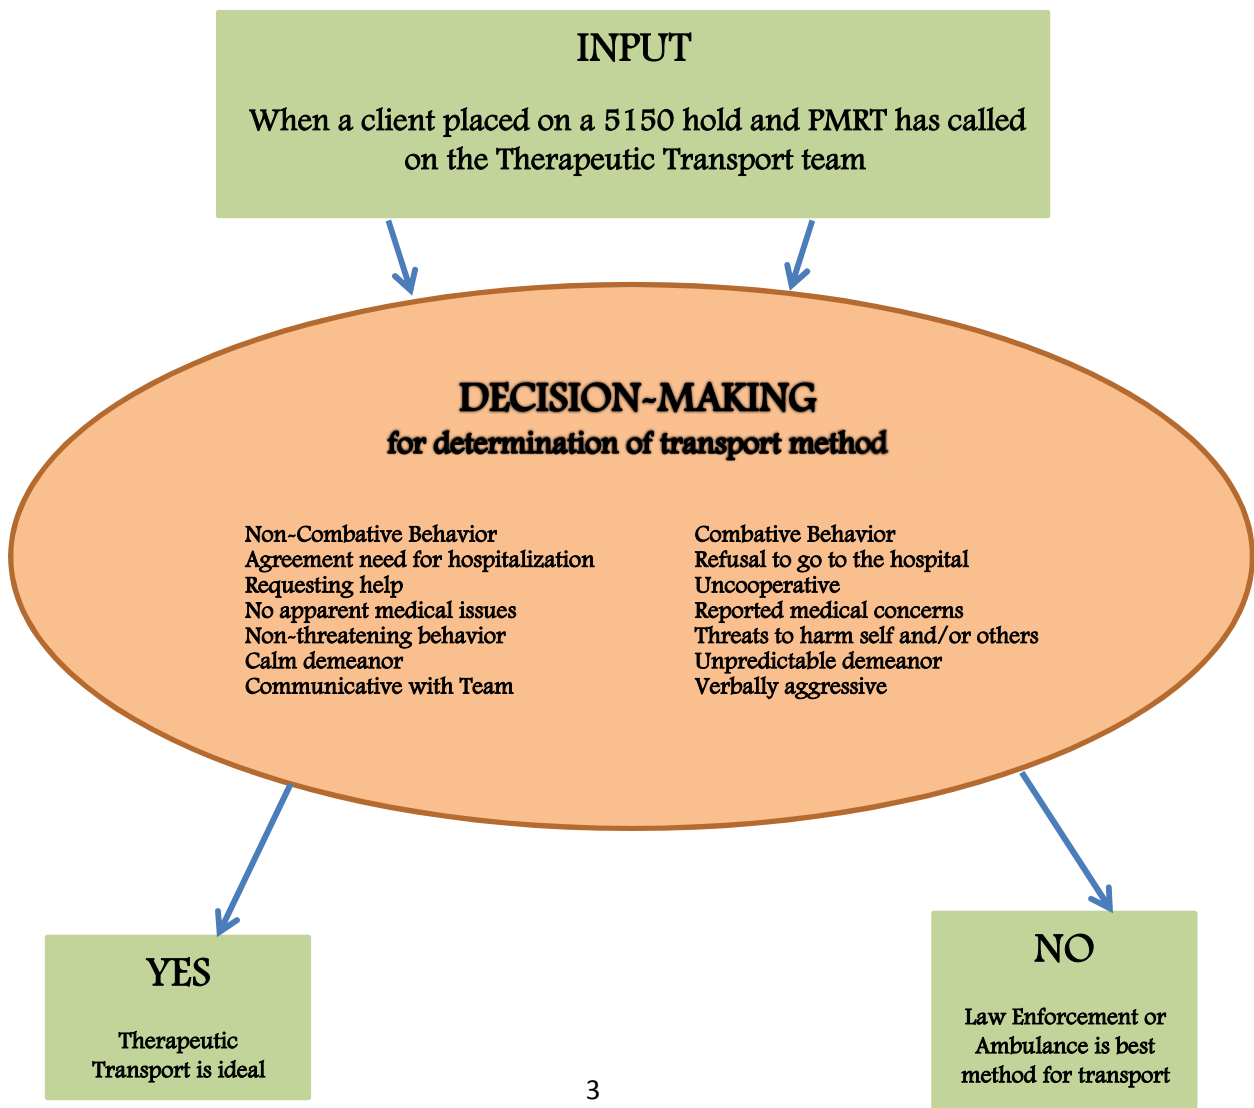 INPUT
When a client placed on a 5150 hold and PMRT has called
on the Therapeutic Transport team
DECISION-MAKING
for determination of transport method
Non-Combative Behavior
Agreement need for hospitalization
Requesting help
No apparent medical issues
Non-threatening behavior
Calm demeanor
Communicative with Team
Combative Behavior
Refusal to go to the hospital
Uncooperative
Reported medical concerns
Threats to harm self and/or others
Unpredictable demeanor
Verbally aggressive
YES
Therapeutic
Transport is ideal
NO
Law Enforcement or
Ambulance is best
method for transport
3